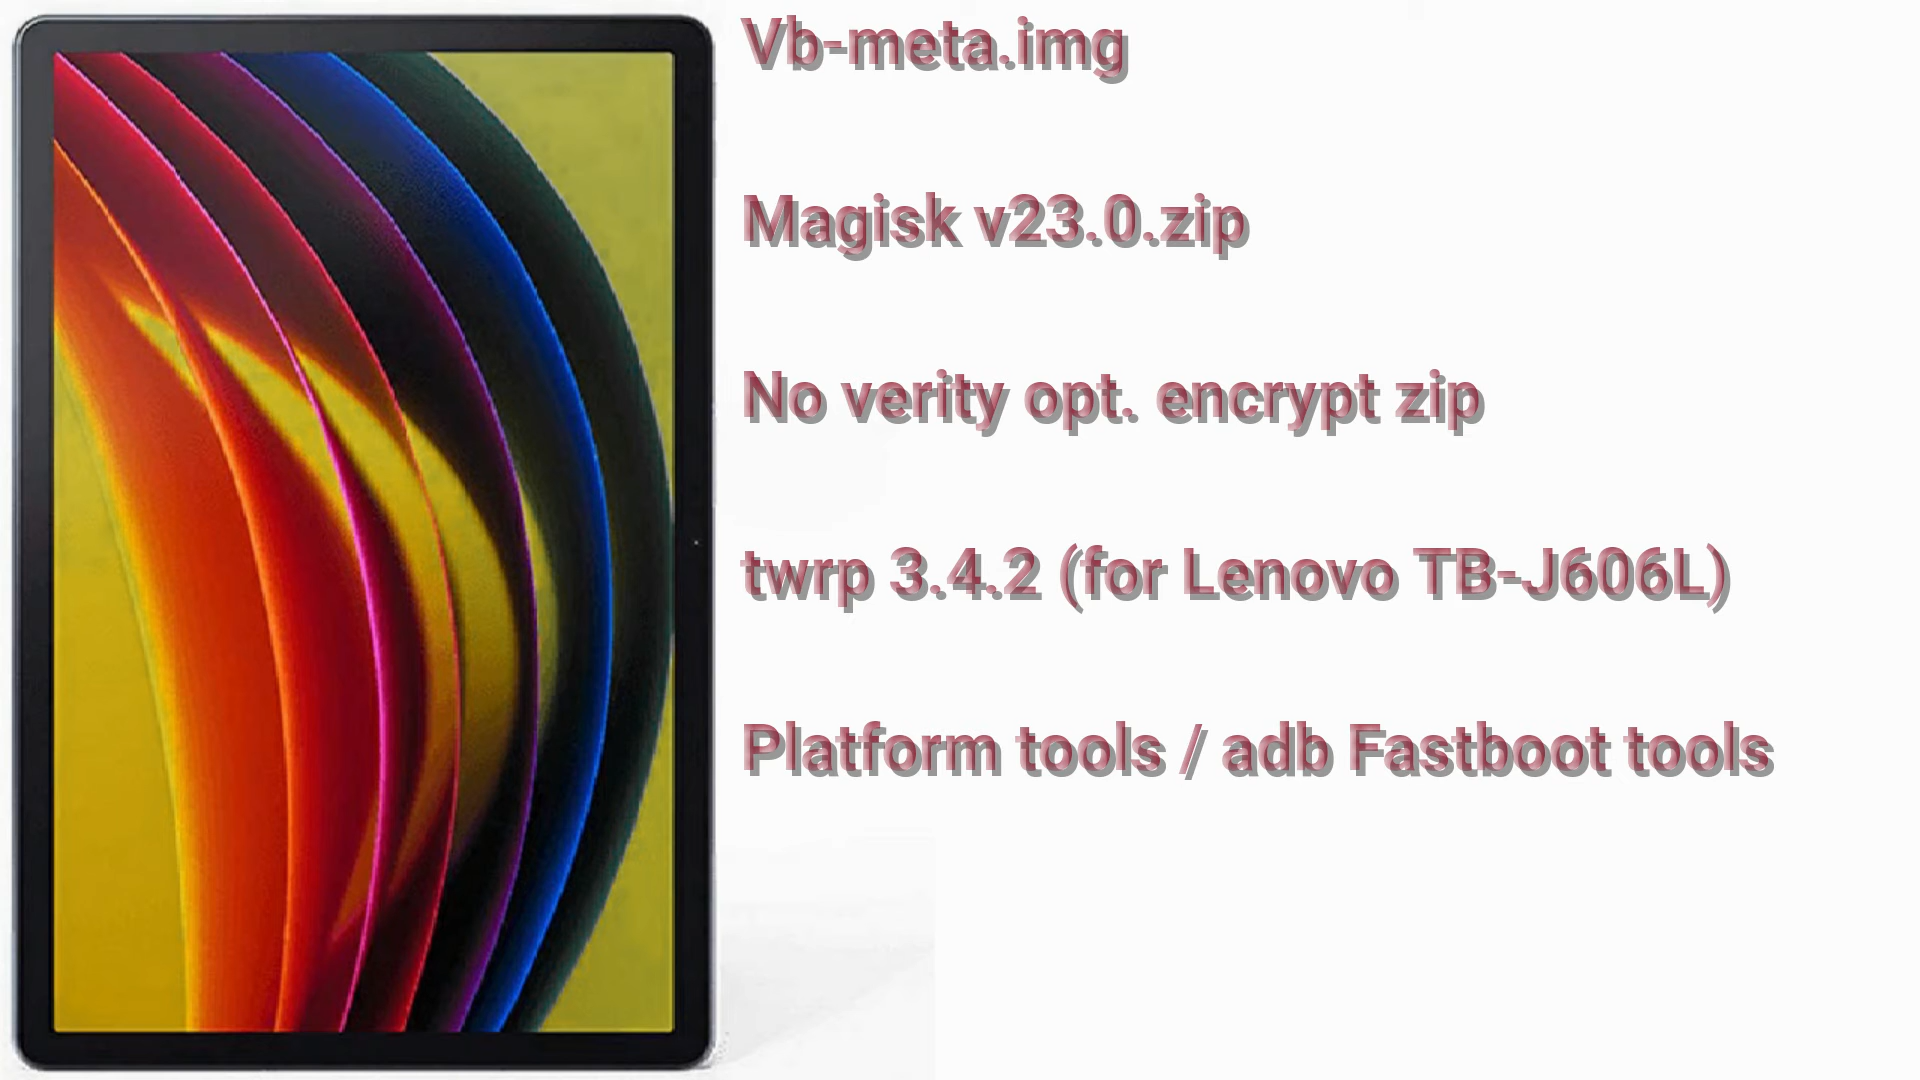 Vb-meta.img
Magisk v23.0.zip
No verity opt. encrypt zip
twrp 3.4.2 (for Lenovo TB-J606L)
Platform tools / adb Fastboot tools